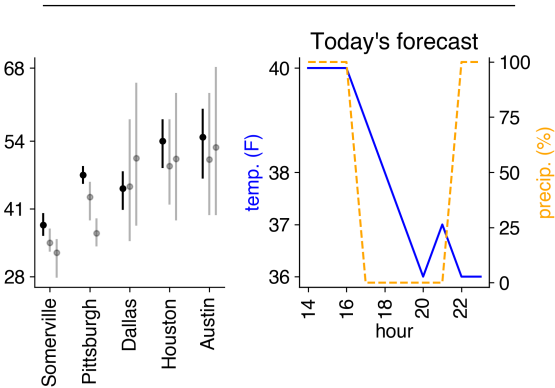 Today's forecast
68
54
41
28
Somerville
Pittsburgh
Dallas
Houston
Austin
temp. (F)
40
38
37
36
14
16
18
20
22
hour
100
75
50
25
0
precip. (%)